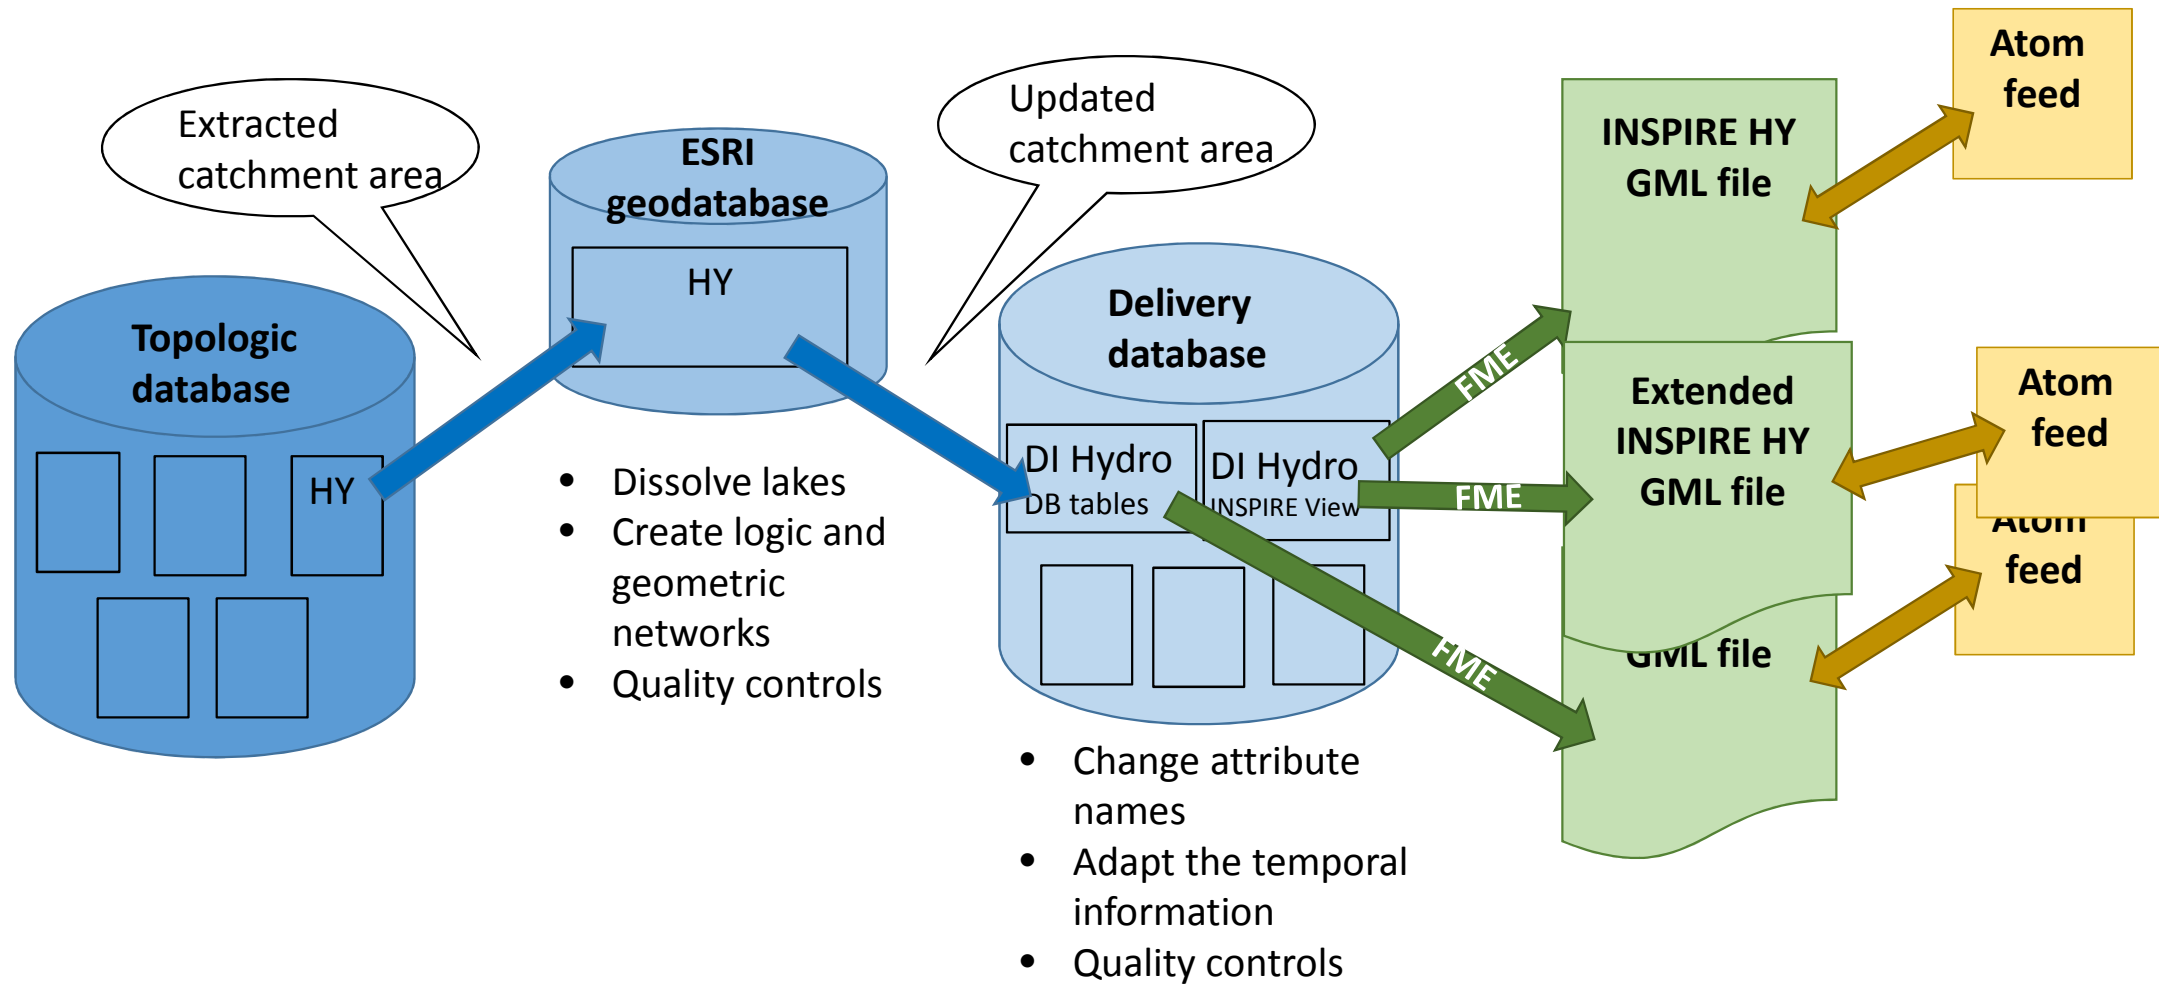 Extracted
catchment area
Topologic
database
HY
ESRI
geodatabase
HY
• Dissolve lakes
• Create logic and
geometric
networks
• Quality controls
Updated
catchment area
Delivery
database
DI Hydro
DB tables
DI Hydro
INSPIRE View
• Change attribute
names
• Adapt the temporal
information
• Quality controls
FME
FME
FME
INSPIRE HY
GML file
Extended
INSPIRE HY
GML file
GML file
Atom
feed
Atom
feed
Atom
feed